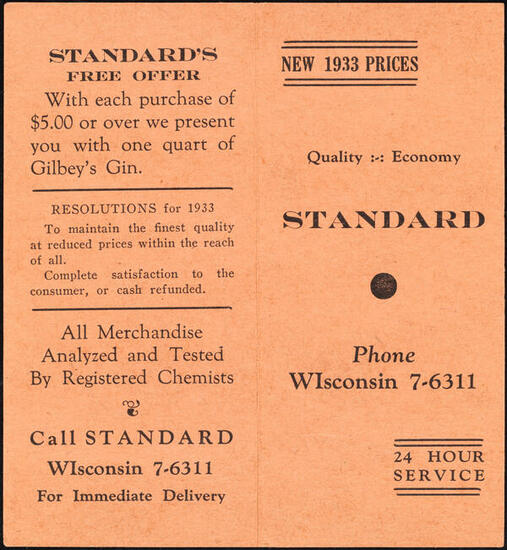 STANDARD'S
FREE OFFER
With each purchase of
$5.00 or over we present
you with one quart of
Gilbey's Gin.
RESOLUTIONS for 1933
To maintain the finest quality
at reduced prices within the reach
of all.
Complete satisfaction to the
consumer, or cash refunded.
All Merchandise
Analyzed and Tested
By Registered Chemists
Call STANDARD
WIsconsin 7-6311
For Immediate Delivery
NEW 1933 PRICES
Quality :-: Economy
STANDARD
Phone
WIsconsin 7-6311
24 HOUR
SERVICE